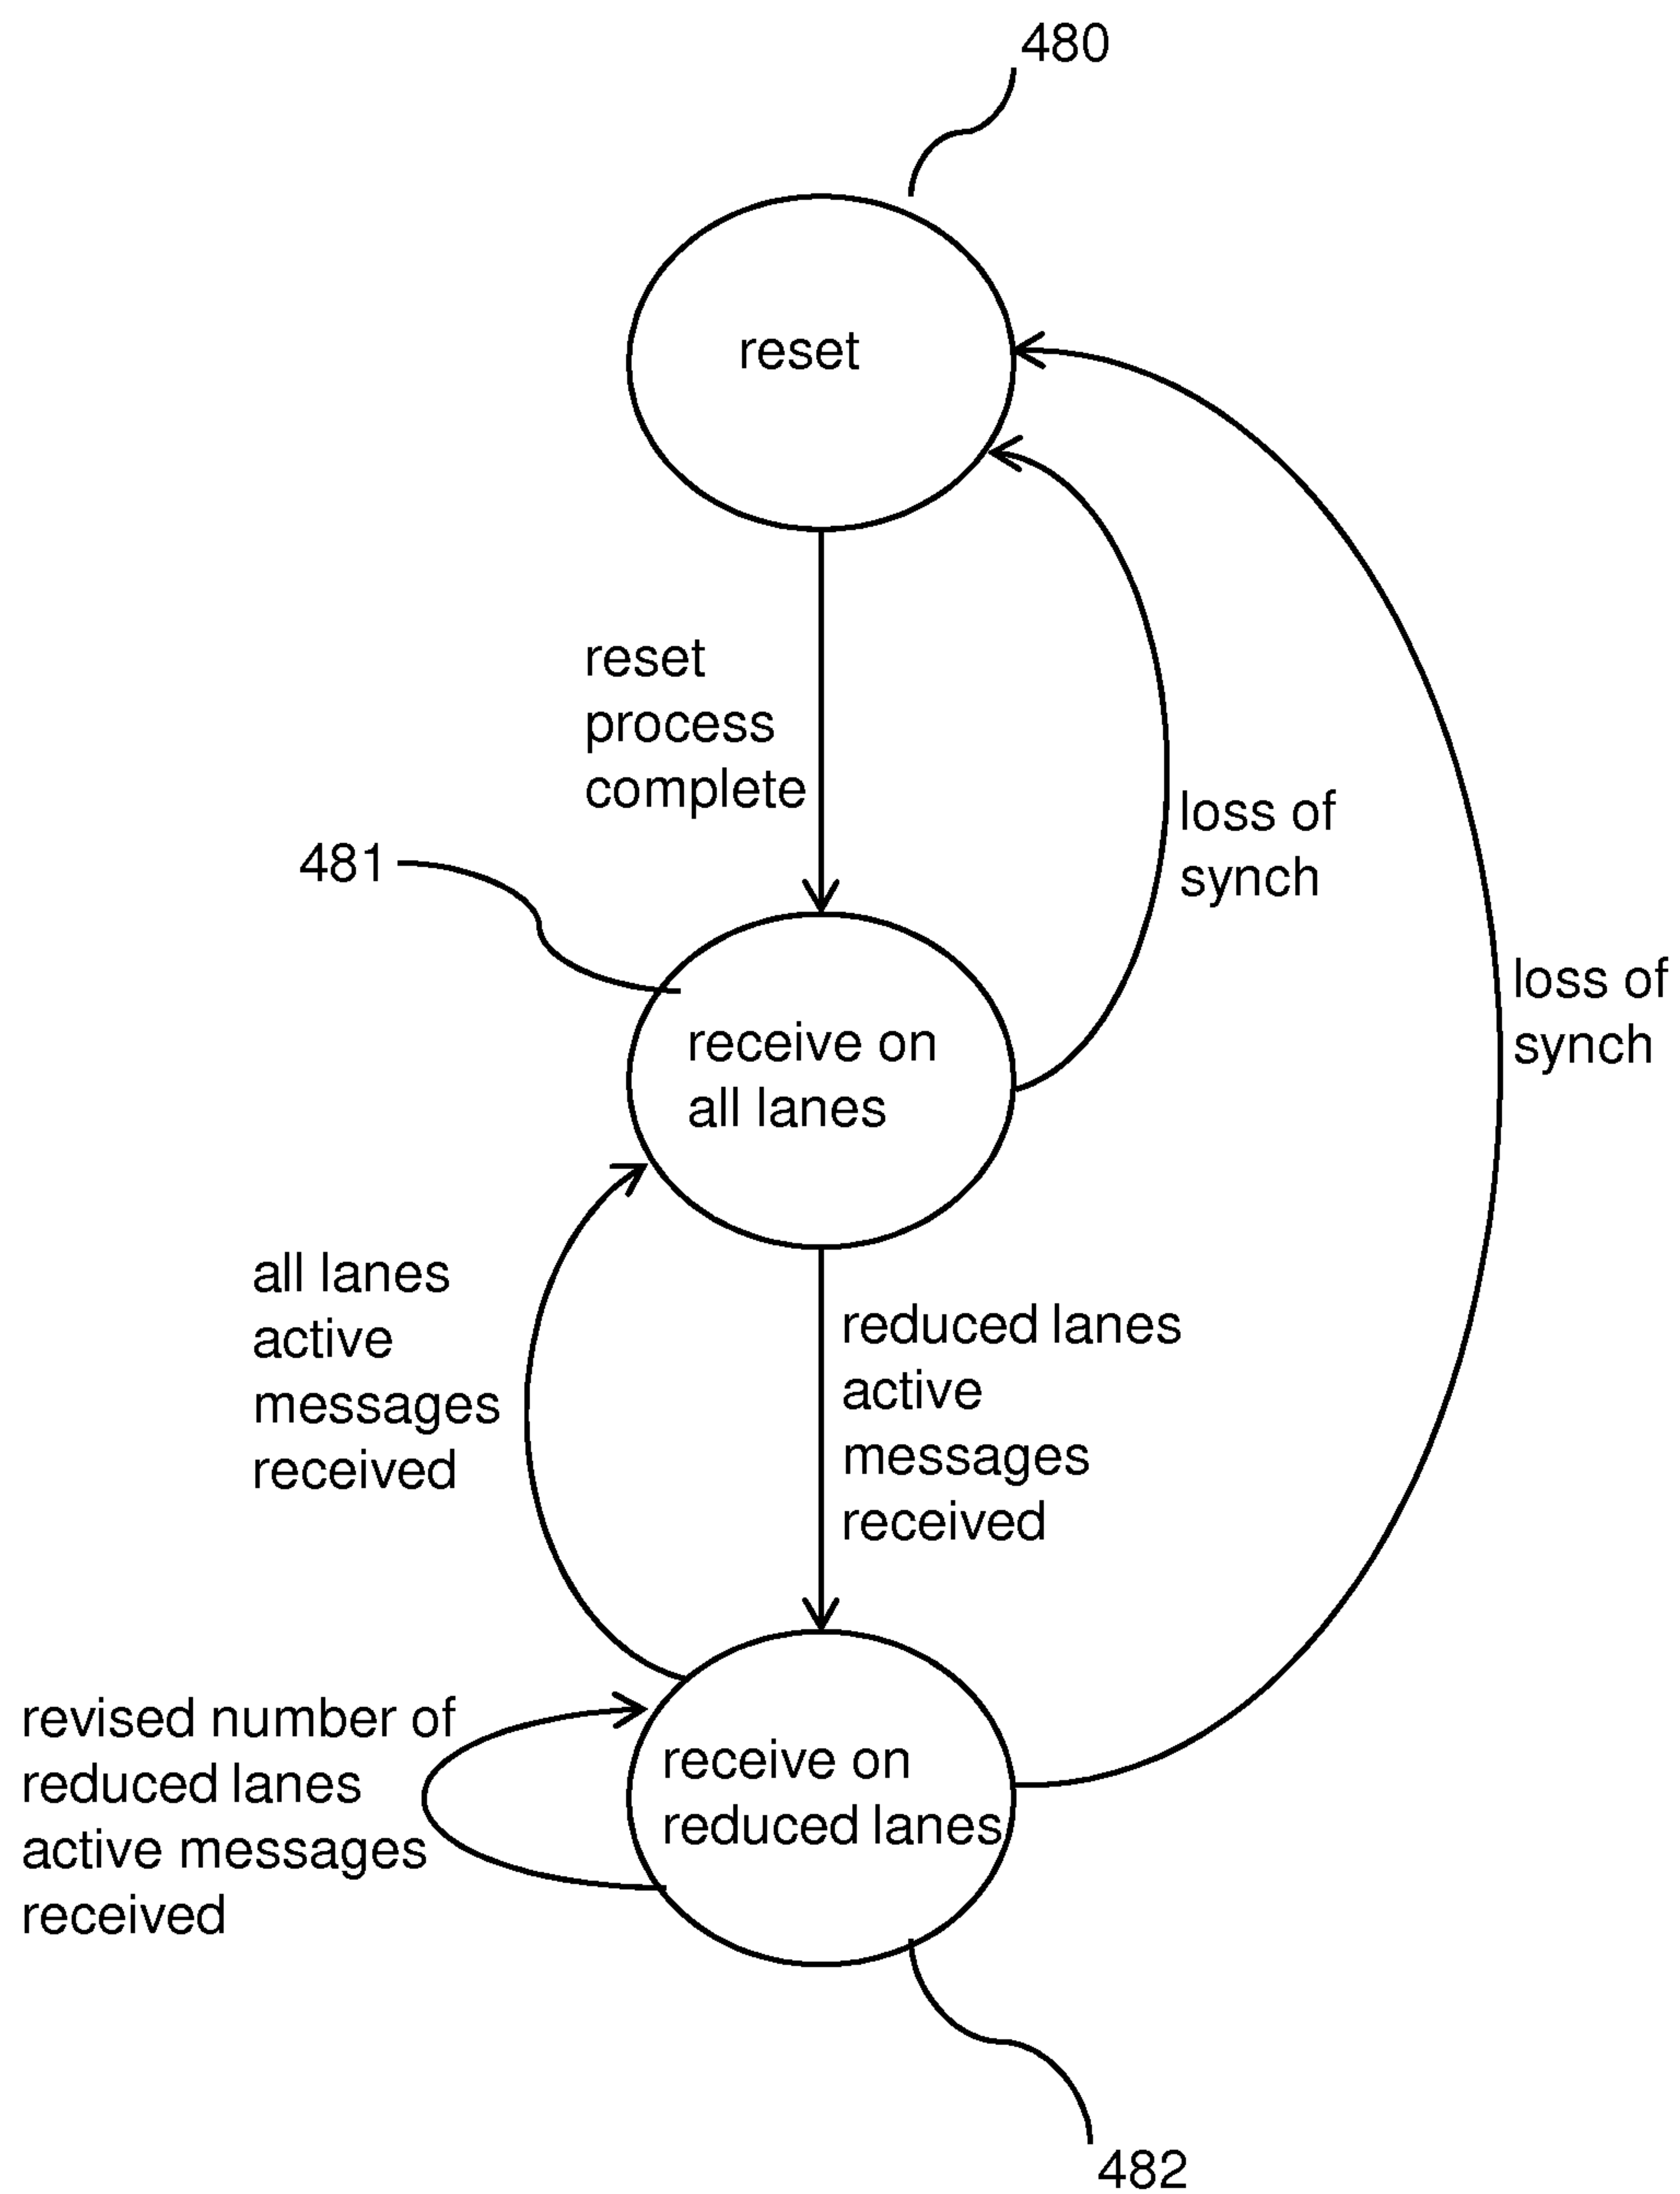 480
reset
reset
process
complete
loss of
synch
481
loss of
synch
receive on
all lanes
all lanes
active
messages
received
reduced lanes
active
messages
received
revised number of
reduced lanes
active messages
received
receive on
reduced lanes
482